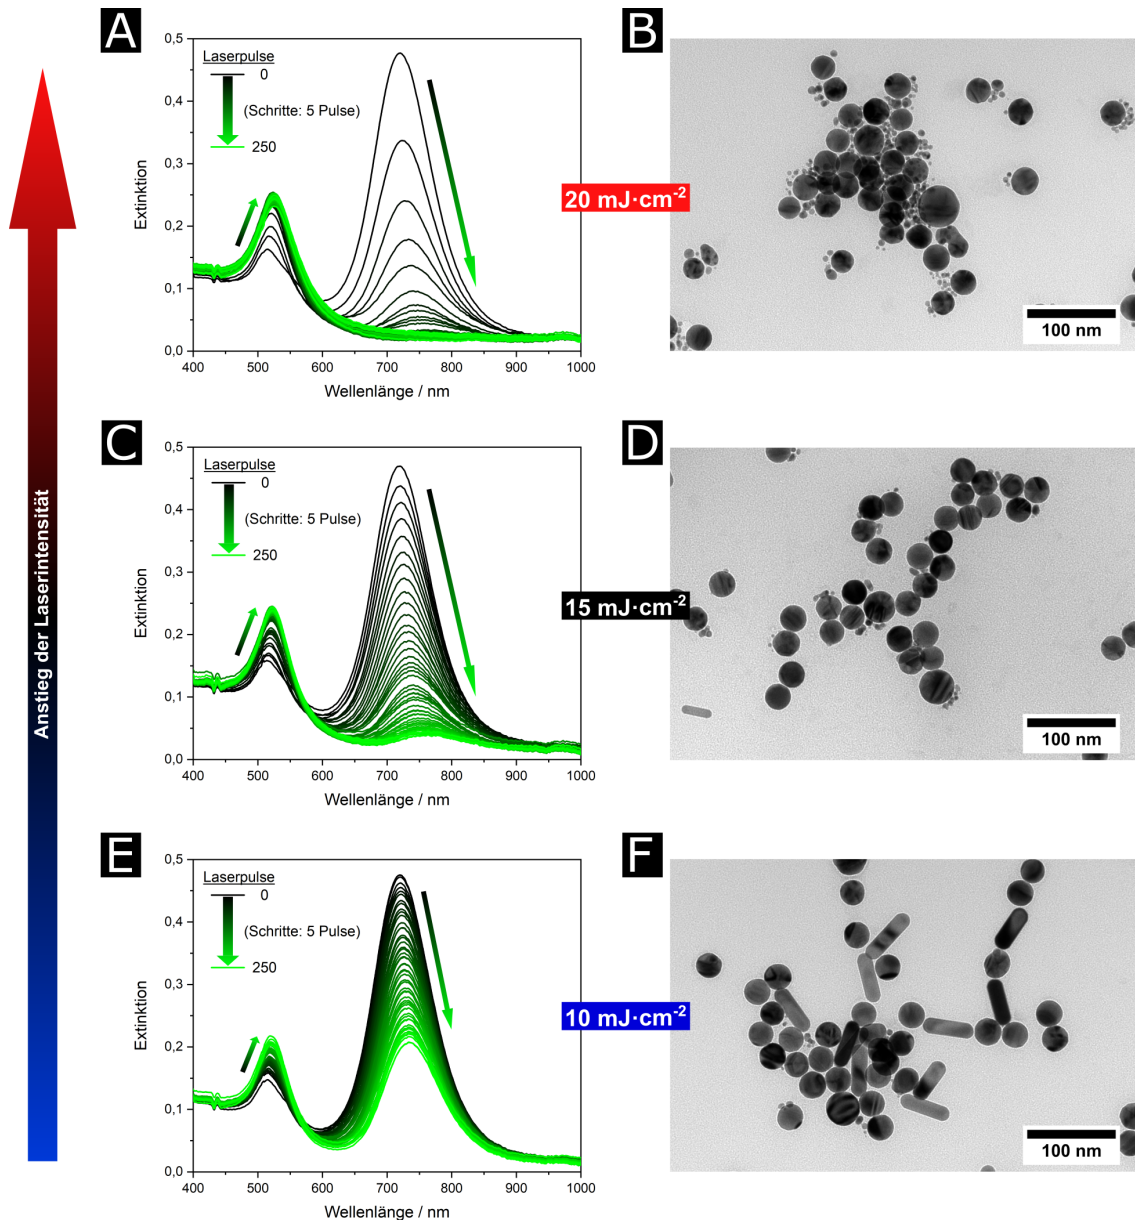 Anstieg der Laserintensität
A
0,5
0,4
0,3
0,2
0,1
0,0
Extinktion
Laserpulse
0
(Schritte: 5 Pulse)
250
400 500 600 700 800 900 1000
Wellenlänge / nm
20 mJ·cm-2
B
100 nm
C
0,5
0,4
0,3
0,2
0,1
0,0
Extinktion
Laserpulse
0
(Schritte: 5 Pulse)
250
400 500 600 700 800 900 1000
Wellenlänge / nm
15 mJ·cm-2
D
100 nm
E
0,5
0,4
0,3
0,2
0,1
0,0
Extinktion
Laserpulse
0
(Schritte: 5 Pulse)
250
400 500 600 700 800 900 1000
Wellenlänge / nm
10 mJ·cm-2
F
100 nm